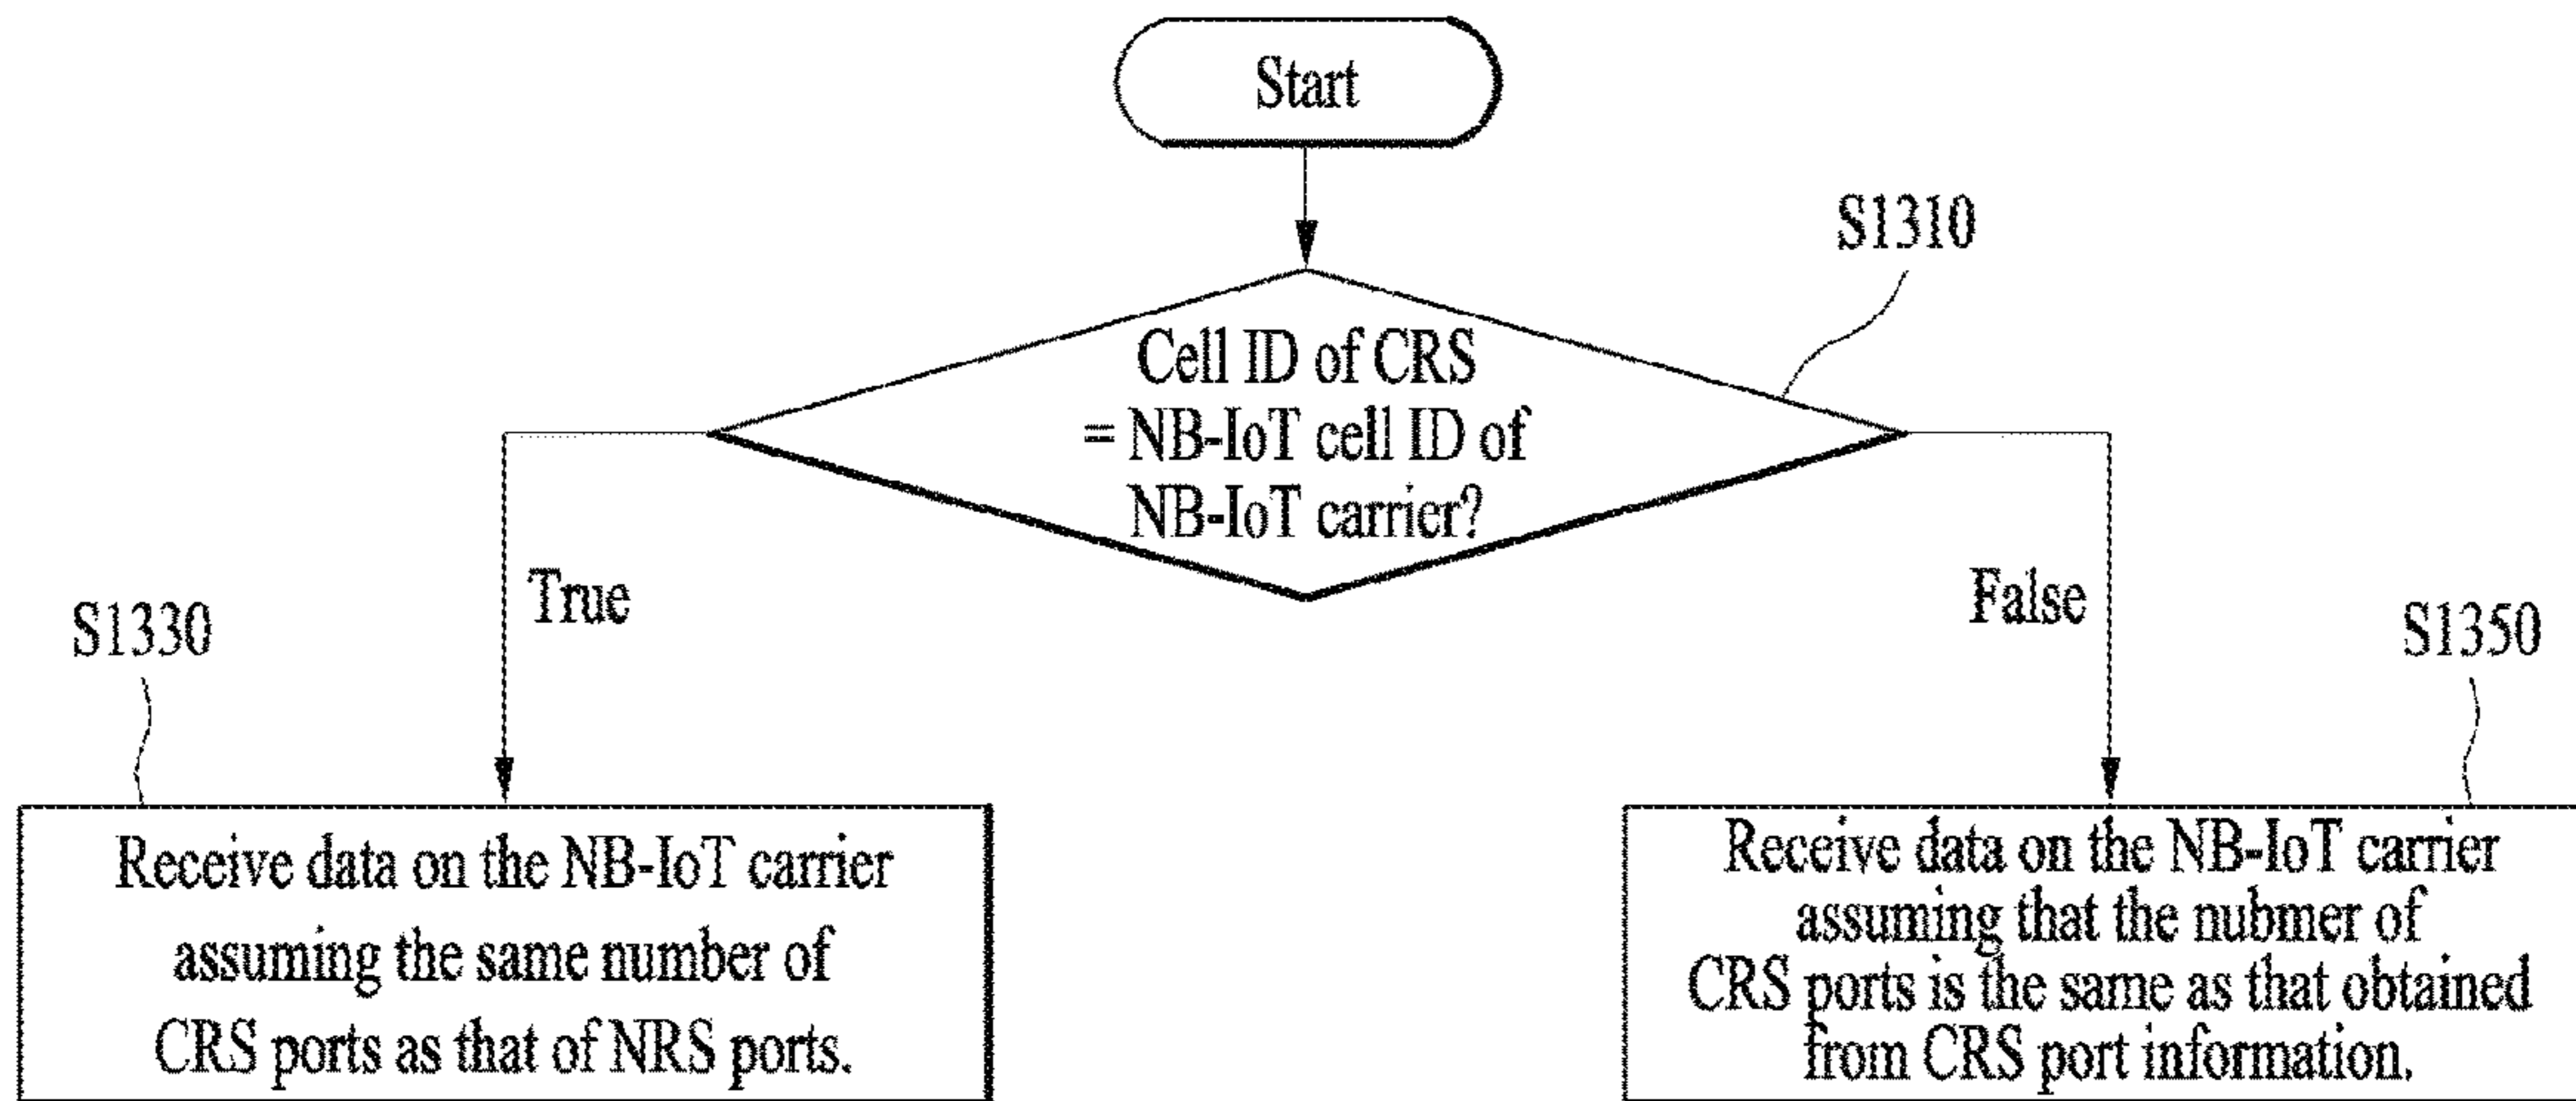 Start
S1310
Cell ID of CRS
= NB-IoT cell ID of
NB-IoT carrier?
True
False
S1330
S1350
Receive data on the NB-IoT carrier
assuming the same number of
CRS ports as that of NRS ports.
Receive data on the NB-IoT carrier
assuming that the nubmer of
CRS ports is the same as that obtained
from CRS port information.